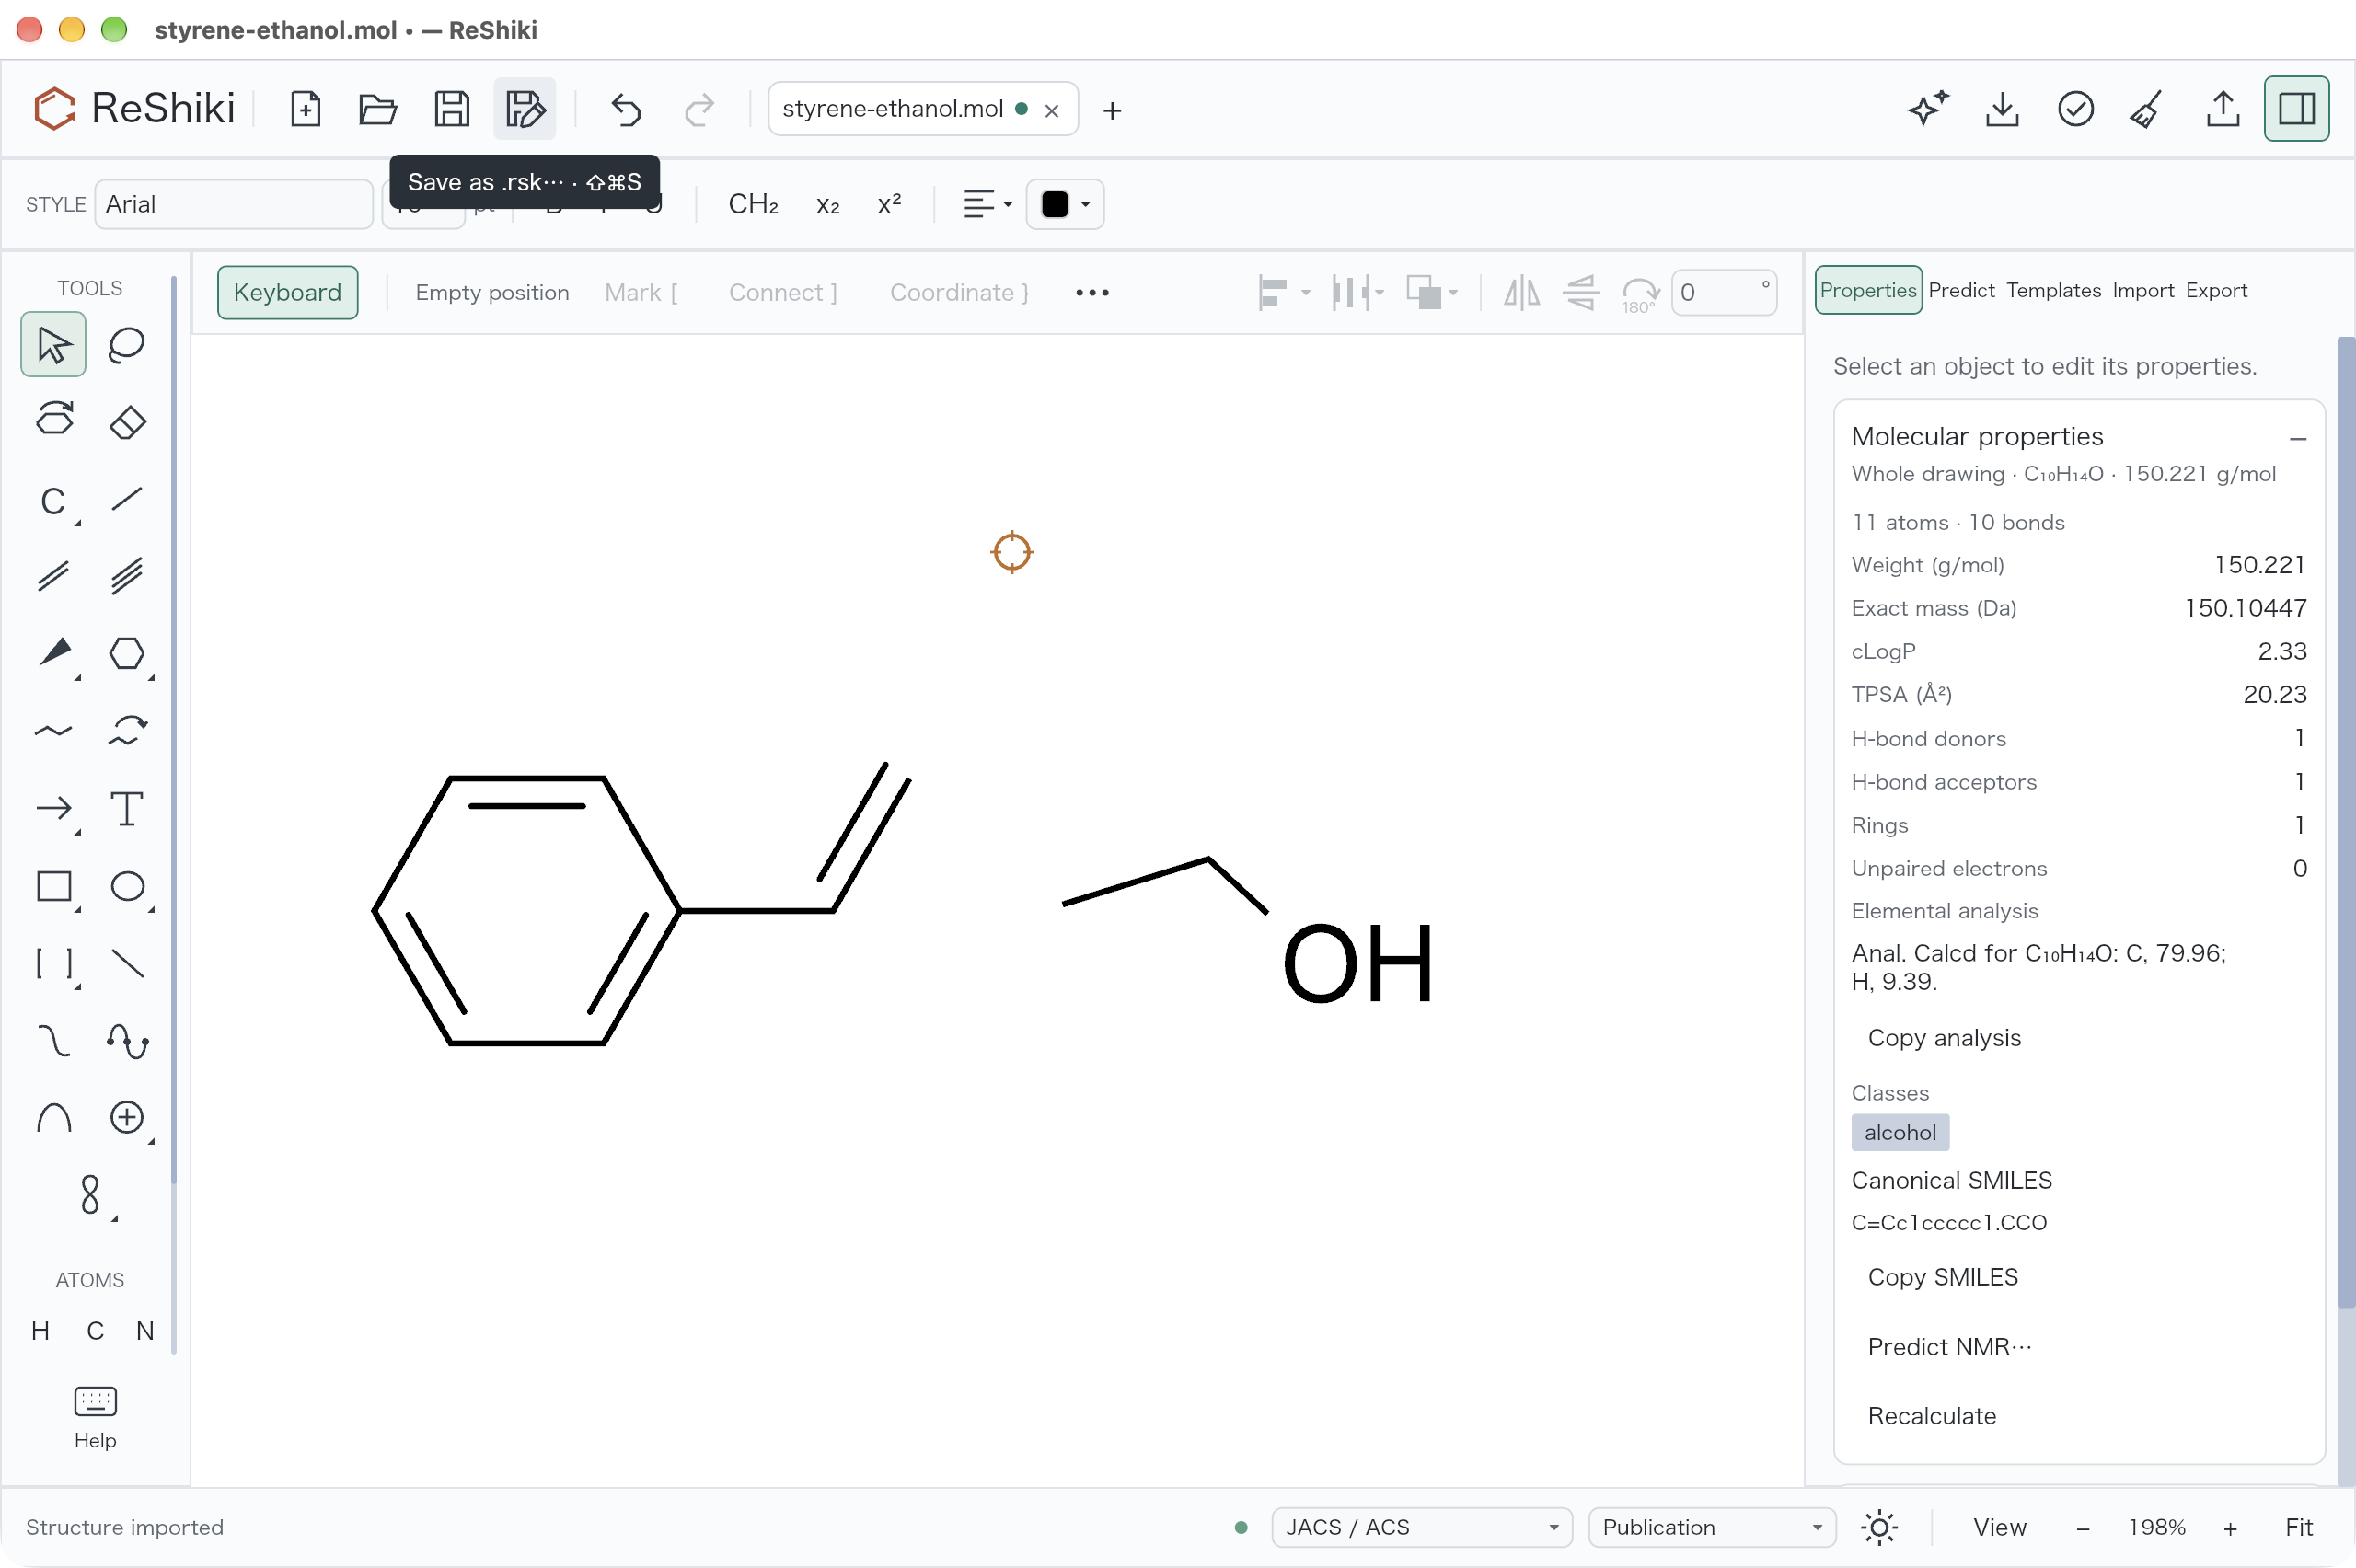 styrene-ethanol.mol • — ReShiki
ReShiki
styrene-ethanol.mol
Save as .rsk… · ⇧⌘S
STYLE Arial
CH₂ x₂ x²
TOOLS
Keyboard Empty position Mark [ Connect ] Coordinate }
180°
0 °
Properties Predict Templates Import Export
Select an object to edit its properties.
Molecular properties
Whole drawing · C₁₀H₁₄O · 150.221 g/mol
11 atoms · 10 bonds
Weight (g/mol) 150.221
Exact mass (Da) 150.10447
cLogP 2.33
TPSA (Å²) 20.23
H-bond donors 1
H-bond acceptors 1
Rings 1
Unpaired electrons 0
Elemental analysis
Anal. Calcd for C₁₀H₁₄O: C, 79.96;
H, 9.39.
Copy analysis
Classes
alcohol
Canonical SMILES
C=Cc1ccccc1.CCO
Copy SMILES
Predict NMR…
Recalculate
OH
C
T
[ ]
ATOMS
H C N
Help
Structure imported
JACS / ACS
Publication
View − 198% + Fit